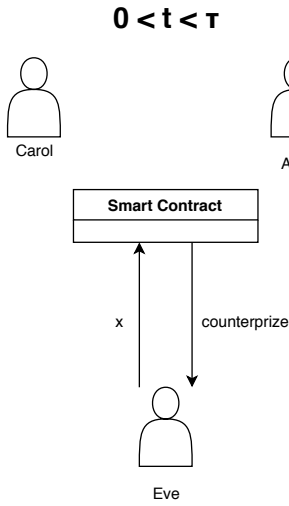 0 < t < τ
Carol
A
Smart Contract
x
counterprize
Eve